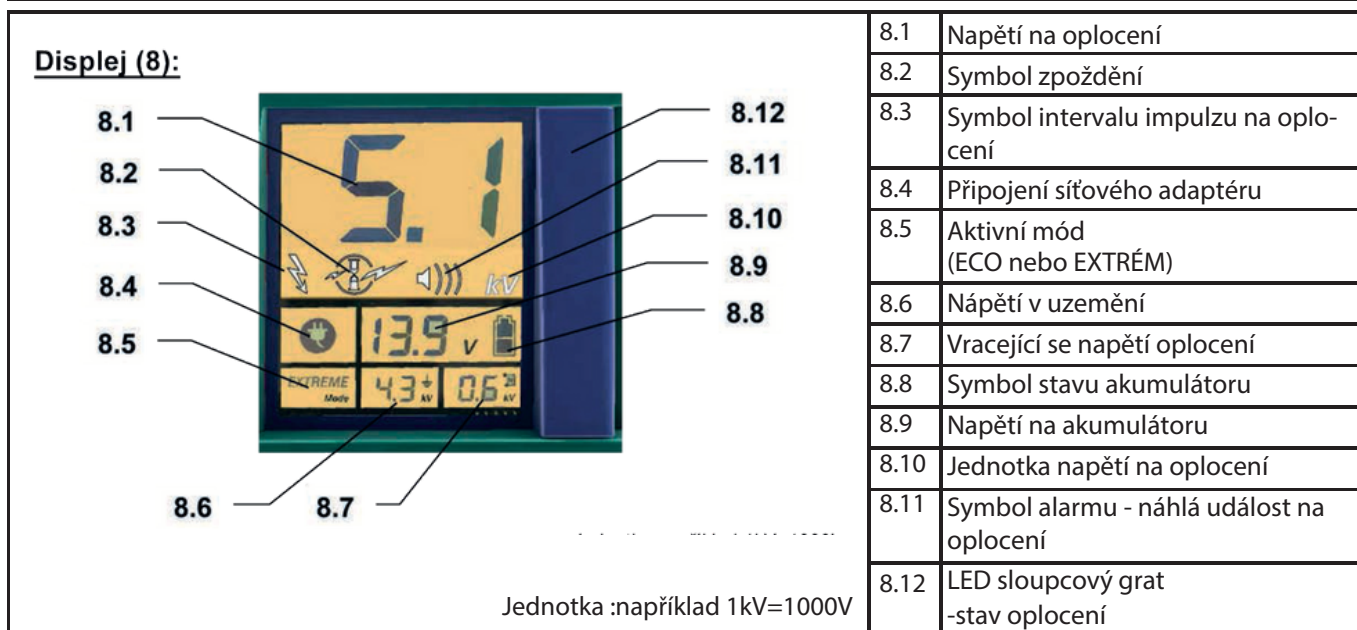 Displej (8):
8.1
8.2
8.3
8.4
8.5
8.6
8.7
8.12
8.11
8.10
8.9
8.8
5.1
kV
13.9 V
EXTREME
Mode
4.3 kV
0.6 kV
Jednotka :například 1kV=1000V
8.1 Napětí na oplocení
8.2 Symbol zpoždění
8.3 Symbol intervalu impulzu na oplo-
cení
8.4 Připojení síťového adaptéru
8.5 Aktivní mód
(ECO nebo EXTRÉM)
8.6 Nápětí v uzemění
8.7 Vracející se napětí oplocení
8.8 Symbol stavu akumulátoru
8.9 Napětí na akumulátoru
8.10 Jednotka napětí na oplocení
8.11 Symbol alarmu - náhlá událost na
oplocení
8.12 LED sloupcový grat
-stav oplocení